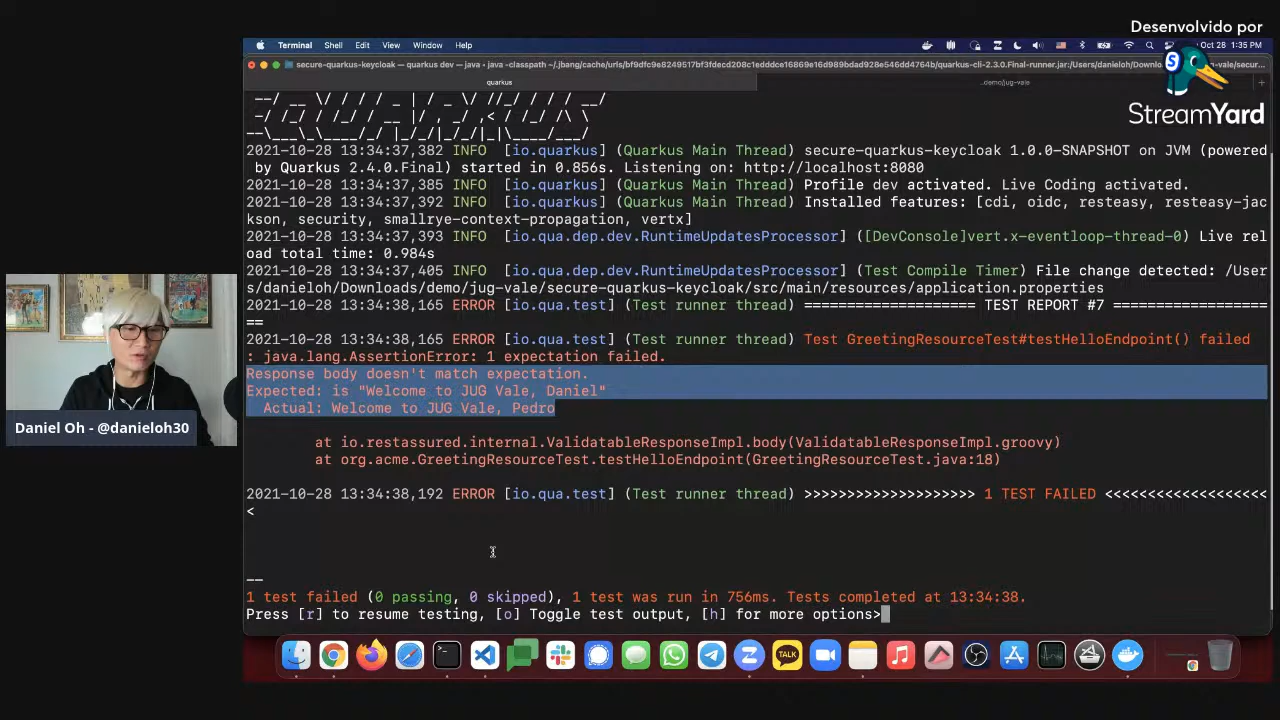 Desenvolvido por
StreamYard
Terminal Shell Edit View Window Help
Oct 28 1:35 PM
secure-quarkus-keycloak — quarkus dev — java ‹ java -classpath
quarkus
..demo/jug-vale
2021-10-28 13:34:37,382 INFO [io.quarkus] (Quarkus Main Thread) secure-quarkus-keycloak 1.0.0-SNAPSHOT on JVM (powered
by Quarkus 2.4.0.Final) started in 0.856s. Listening on: http://localhost:8080
2021-10-28 13:34:37,385 INFO [io.quarkus] (Quarkus Main Thread) Profile dev activated. Live Coding activated.
2021-10-28 13:34:37,392 INFO [io.quarkus] (Quarkus Main Thread) Installed features: [cdi, oidc, resteasy, resteasy-jac
kson, security, smallrye-context-propagation, vertx]
2021-10-28 13:34:37,393 INFO [io.qua.dep.dev.RuntimeUpdatesProcessor] ([DevConsole]vert.x-eventloop-thread-0) Live rel
oad total time: 0.984s
2021-10-28 13:34:37,405 INFO [io.qua.dep.dev.RuntimeUpdatesProcessor] (Test Compile Timer) File change detected: /User
s/danieloh/Downloads/demo/jug-vale/secure-quarkus-keycloak/src/main/resources/application.properties
2021-10-28 13:34:38,165 ERROR [io.qua.test] (Test runner thread) ==================== TEST REPORT #7 ==================
==
2021-10-28 13:34:38,165 ERROR [io.qua.test] (Test runner thread) Test GreetingResourceTest#testHelloEndpoint() failed
: java.lang.AssertionError: 1 expectation failed.
Response body doesn't match expectation.
Expected: is "Welcome to JUG Vale, Daniel"
Actual: Welcome to JUG Vale, Pedro
at io.restassured.internal.ValidatableResponseImpl.body(ValidatableResponseImpl.groovy)
at org.acme.GreetingResourceTest.testHelloEndpoint(GreetingResourceTest.java:18)
2021-10-28 13:34:38,192 ERROR [io.qua.test] (Test runner thread) >>>>>>>>>>>>>>>>>>>> 1 TEST FAILED <<<<<<<<<<<<<<<<<<<
<
--
1 test failed (0 passing, 0 skipped), 1 test was run in 756ms. Tests completed at 13:34:38.
Press [r] to resume testing, [o] Toggle test output, [h] for more options>
Daniel Oh - @danieloh30
TALK